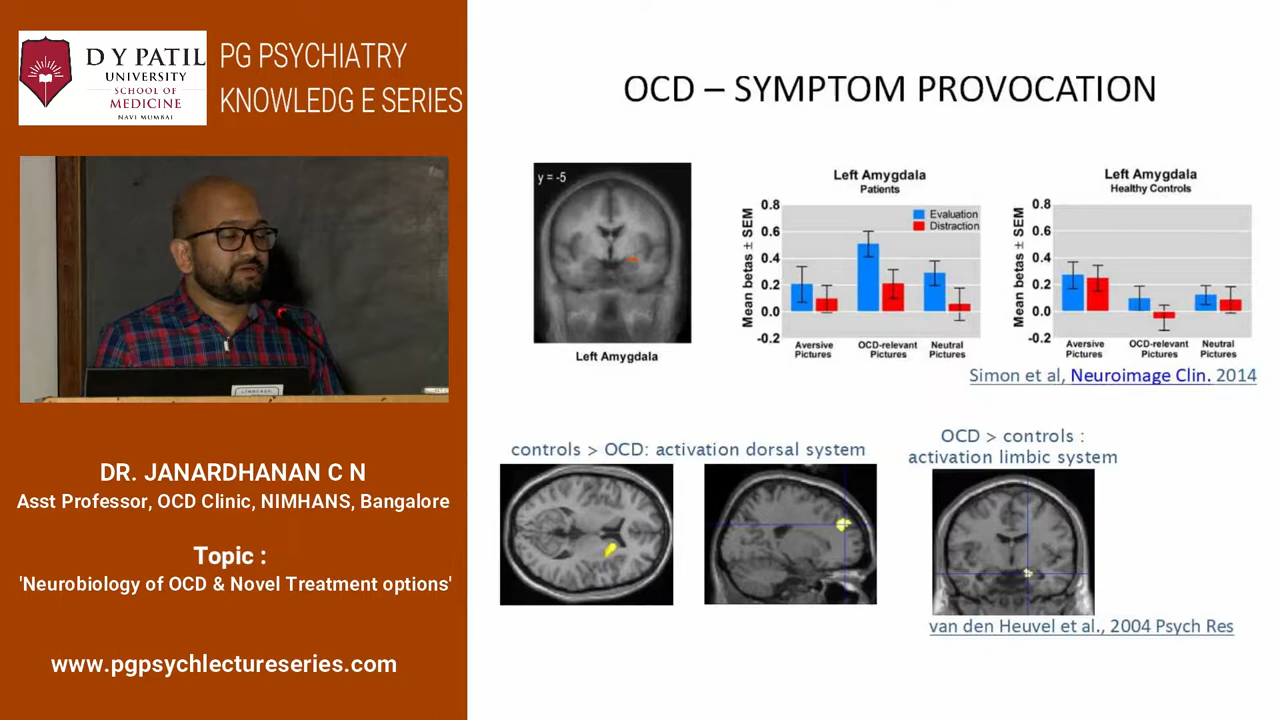 D Y PATIL
UNIVERSITY
SCHOOL OF
MEDICINE
NAVI MUMBAI
PG PSYCHIATRY
KNOWLEDG E SERIES
DR. JANARDHANAN C N
Asst Professor, OCD Clinic, NIMHANS, Bangalore
Topic :
'Neurobiology of OCD & Novel Treatment options'
www.pgpsychlectureseries.com
OCD – SYMPTOM PROVOCATION
y = -5
Left Amygdala
Left Amygdala
Patients
Mean betas ± SEM
0.8
0.6
0.4
0.2
0.0
-0.2
Evaluation
Distraction
Aversive
Pictures
OCD-relevant
Pictures
Neutral
Pictures
Left Amygdala
Healthy Controls
Mean betas ± SEM
0.8
0.6
0.4
0.2
0.0
-0.2
Aversive
Pictures
OCD-relevant
Pictures
Neutral
Pictures
Simon et al, Neuroimage Clin. 2014
controls > OCD: activation dorsal system
OCD > controls :
activation limbic system
van den Heuvel et al., 2004 Psych Res